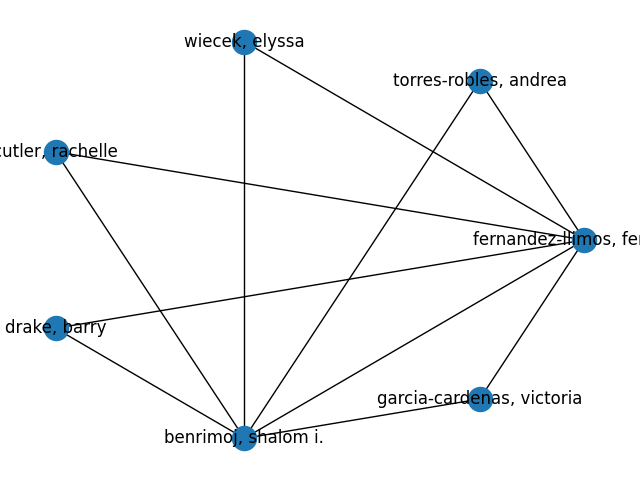 wiecek, elyssa
torres-robles, andrea
cutler, rachelle
fernandez-llimos, fer
drake, barry
garcia-cardenas, victoria
benrimoj, shalom i.